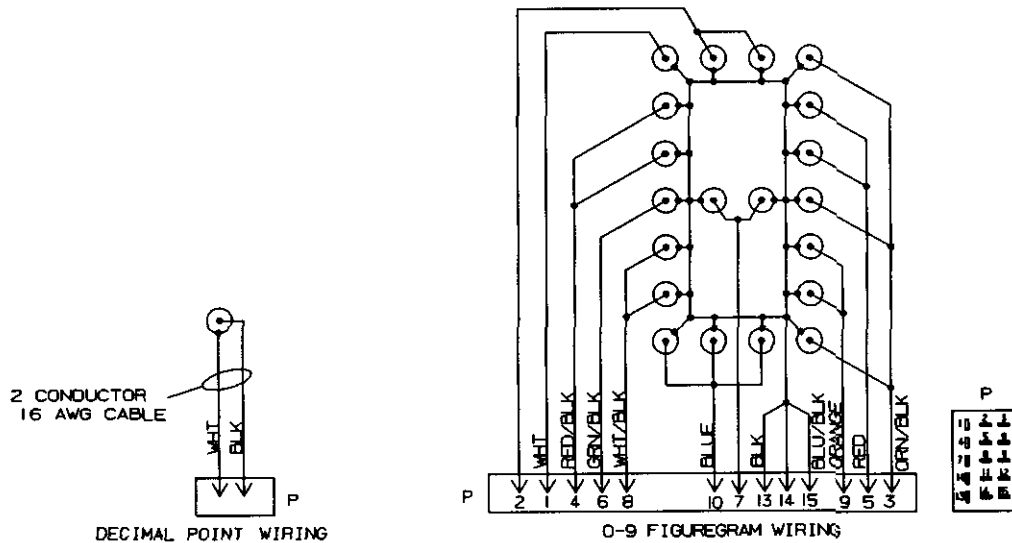 2 CONDUCTOR
16 AWG CABLE
WHT
BLK
P
DECIMAL POINT WIRING
WHT
RED/BLK
GRN/BLK
WHT/BLK
BLUE
BLK
BLU/BLK
ORANGE
RED
ORN/BLK
P
2 1 4 6 8 10 7 13 14 15 9 5 3
0-9 FIGUREGRAM WIRING
P